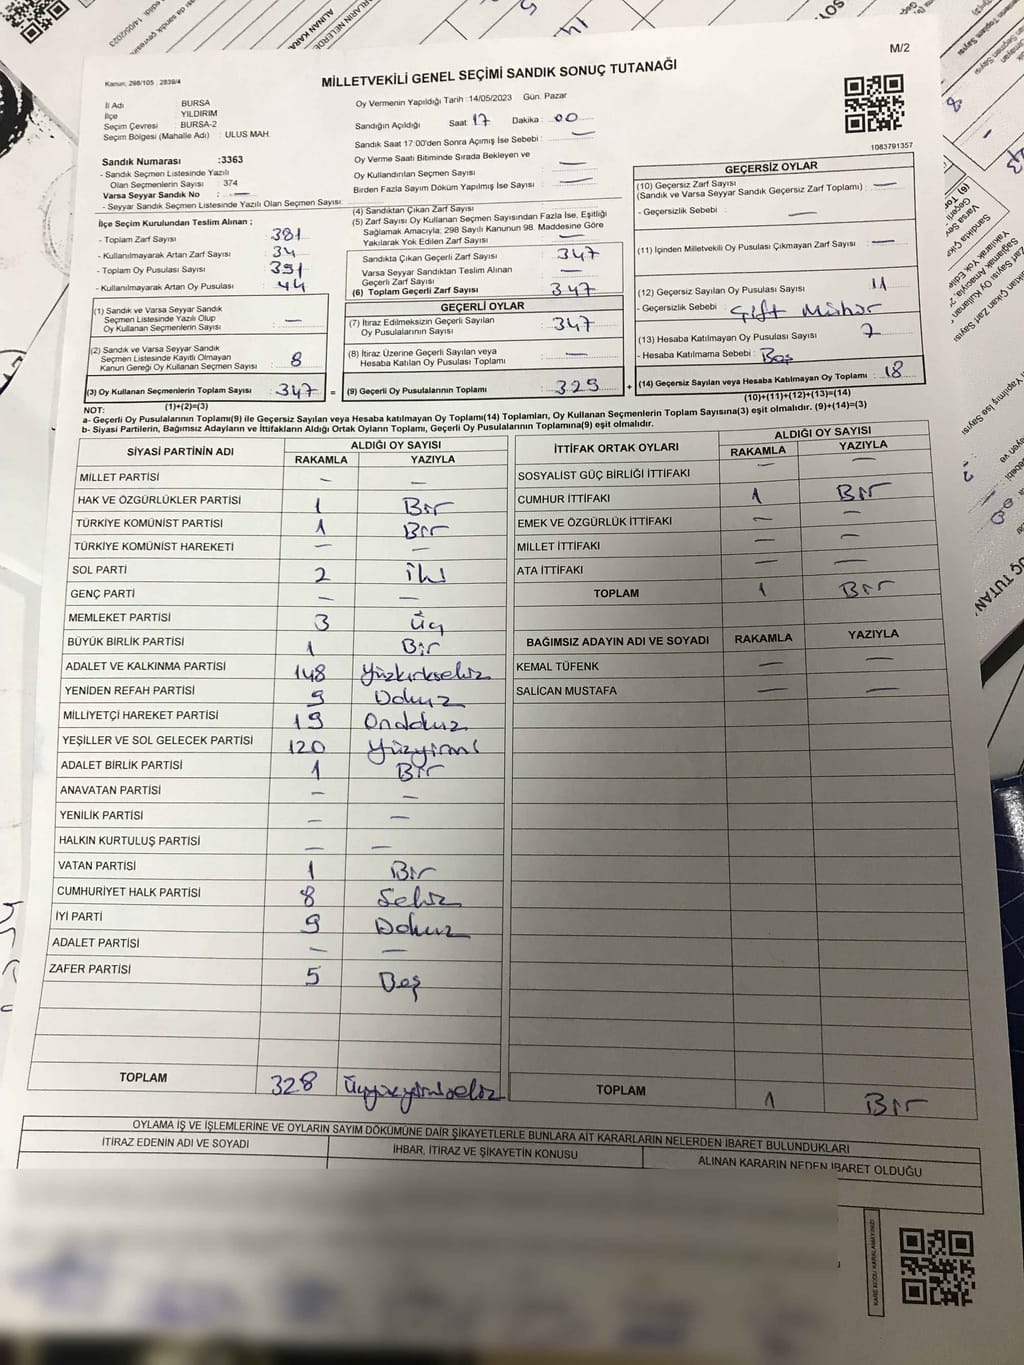 M/2
Kanun: 298/105 , 2839/4
MİLLETVEKİLİ GENEL SEÇİMİ SANDIK SONUÇ TUTANAĞI
İl Adı : BURSA
İlçe : YILDIRIM
Seçim Çevresi : BURSA-2
Seçim Bölgesi (Mahalle Adı) : ULUS MAH.
Sandık Numarası :3363
- Sandık Seçmen Listesinde Yazılı
Olan Seçmenlerin Sayısı : 374
Varsa Seyyar Sandık No : —
- Seyyar Sandık Seçmen Listesinde Yazılı Olan Seçmen Sayısı:
Oy Vermenin Yapıldığı Tarih :14/05/2023 Gün: Pazar
Sandığın Açıldığı Saat 17 Dakika : 00
Sandık Saat 17:00'den Sonra Açımış İse Sebebi : —
Oy Verme Saati Bitiminde Sırada Bekleyen ve
Oy Kullandırılan Seçmen Sayısı —
Birden Fazla Sayım Döküm Yapılmış İse Sayısı —
1083791357
İlçe Seçim Kurulundan Teslim Alınan ;
- Toplam Zarf Sayısı : 381
- Kullanılmayarak Artan Zarf Sayısı : 34
- Toplam Oy Pusulası Sayısı : 391
- Kullanılmayarak Artan Oy Pusulası : 44
(1) Sandık ve Varsa Seyyar Sandık
Seçmen Listesinde Yazılı Olup
Oy Kullanan Seçmenlerin Sayısı : —
(2) Sandık ve Varsa Seyyar Sandık
Seçmen Listesinde Kayıtlı Olmayan
Kanun Gereği Oy Kullanan Seçmenlerin Sayısı : 8
(3) Oy Kullanan Seçmenlerin Toplam Sayısı : 347
(1)+(2)=(3)
(4) Sandıktan Çıkan Zarf Sayısı
(5) Zarf Sayısı Oy Kullanan Seçmen Sayısından Fazla İse, Eşitliği
Sağlamak Amacıyla; 298 Sayılı Kanunun 98. Maddesine Göre
Yakılarak Yok Edilen Zarf Sayısı : —
Sandıkta Çıkan Geçerli Zarf Sayısı : 347
Varsa Seyyar Sandıktan Teslim Alınan
Geçerli Zarf Sayısı : —
(6) Toplam Geçerli Zarf Sayısı : 347
GEÇERLİ OYLAR
(7) İtiraz Edilmeksizin Geçerli Sayılan
Oy Pusulalarının Sayısı : 347
(8) İtiraz Üzerine Geçerli Sayılan veya
Hesaba Katılan Oy Pusulası Toplamı : —
= (9) Geçerli Oy Pusulalarının Toplamı : 329
GEÇERSİZ OYLAR
(10) Geçersiz Zarf Sayısı
(Sandık ve Varsa Seyyar Sandık Geçersiz Zarf Toplamı) : —
- Geçersizlik Sebebi : —
(11) İçinden Milletvekili Oy Pusulası Çıkmayan Zarf Sayısı : —
(12) Geçersiz Sayılan Oy Pusulası Sayısı : 11
- Geçersizlik Sebebi : Çift Mühür
(13) Hesaba Katılmayan Oy Pusulası Sayısı : 7
- Hesaba Katılmama Sebebi : Boş
+ (14) Geçersiz Sayılan veya Hesaba Katılmayan Oy Toplamı : 18
(10)+(11)+(12)+(13)=(14)
NOT:
a- Geçerli Oy Pusulalarının Toplamı(9) ile Geçersiz Sayılan veya Hesaba katılmayan Oy Toplamı(14) Toplamları, Oy Kullanan Seçmenlerin Toplam Sayısına(3) eşit olmalıdır. (9)+(14)=(3)
b- Siyasi Partilerin, Bağımsız Adayların ve İttifakların Aldığı Ortak Oyların Toplamı, Geçerli Oy Pusulalarının Toplamına(9) eşit olmalıdır.
SİYASİ PARTİNİN ADI ALDIĞI OY SAYISI
RAKAMLA YAZIYLA
MİLLET PARTİSİ — —
HAK VE ÖZGÜRLÜKLER PARTİSİ 1 Bir
TÜRKİYE KOMÜNİST PARTİSİ 1 Bir
TÜRKİYE KOMÜNİST HAREKETİ — —
SOL PARTİ 2 İki
GENÇ PARTİ — —
MEMLEKET PARTİSİ 3 Üç
BÜYÜK BİRLİK PARTİSİ 1 Bir
ADALET VE KALKINMA PARTİSİ 148 Yüzkırksekiz
YENİDEN REFAH PARTİSİ 9 Dokuz
MİLLİYETÇİ HAREKET PARTİSİ 19 Ondokuz
YEŞİLLER VE SOL GELECEK PARTİSİ 120 Yüzyirmi
ADALET BİRLİK PARTİSİ 1 Bir
ANAVATAN PARTİSİ — —
YENİLİK PARTİSİ — —
HALKIN KURTULUŞ PARTİSİ — —
VATAN PARTİSİ 1 Bir
CUMHURİYET HALK PARTİSİ 8 Sekiz
İYİ PARTİ 9 Dokuz
ADALET PARTİSİ — —
ZAFER PARTİSİ 5 Beş
TOPLAM 328 Üçyüzyirmisekiz
İTTİFAK ORTAK OYLARI ALDIĞI OY SAYISI
RAKAMLA YAZIYLA
SOSYALİST GÜÇ BİRLİĞİ İTTİFAKI — —
CUMHUR İTTİFAKI 1 Bir
EMEK VE ÖZGÜRLÜK İTTİFAKI — —
MİLLET İTTİFAKI — —
ATA İTTİFAKI — —
TOPLAM 1 Bir
BAĞIMSIZ ADAYIN ADI VE SOYADI RAKAMLA YAZIYLA
KEMAL TÜFENK — —
SALİCAN MUSTAFA — —
TOPLAM 1 Bir
OYLAMA İŞ VE İŞLEMLERİNE VE OYLARIN SAYIM DÖKÜMÜNE DAİR ŞİKAYETLERLE BUNLARA AİT KARARLARIN NELERDEN İBARET BULUNDUKLARI
İTİRAZ EDENİN ADI VE SOYADI
İHBAR, İTİRAZ VE ŞİKAYETİN KONUSU
ALINAN KARARIN NEDEN İBARET OLDUĞU
KARE KODU KARALAMAYINIZ!